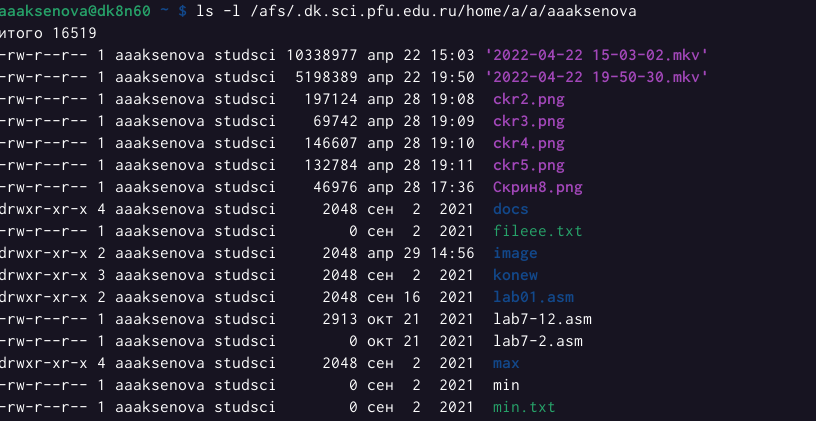 aaaksenova@dk8n60 ~ $ ls -l /afs/.dk.sci.pfu.edu.ru/home/a/a/aaaksenova
итого 16519
-rw-r--r-- 1 aaaksenova studsci 10338977 апр 22 15:03 '2022-04-22 15-03-02.mkv'
-rw-r--r-- 1 aaaksenova studsci 5198389 апр 22 19:50 '2022-04-22 19-50-30.mkv'
-rw-r--r-- 1 aaaksenova studsci 197124 апр 28 19:08 ckr2.png
-rw-r--r-- 1 aaaksenova studsci 69742 апр 28 19:09 ckr3.png
-rw-r--r-- 1 aaaksenova studsci 146607 апр 28 19:10 ckr4.png
-rw-r--r-- 1 aaaksenova studsci 132784 апр 28 19:11 ckr5.png
-rw-r--r-- 1 aaaksenova studsci 46976 апр 28 17:36 Скрин8.png
drwxr-xr-x 4 aaaksenova studsci 2048 сен 2 2021 docs
-rw-r--r-- 1 aaaksenova studsci 0 сен 2 2021 fileee.txt
drwxr-xr-x 2 aaaksenova studsci 2048 апр 29 14:56 image
drwxr-xr-x 3 aaaksenova studsci 2048 сен 2 2021 konew
drwxr-xr-x 2 aaaksenova studsci 2048 сен 16 2021 lab01.asm
-rw-r--r-- 1 aaaksenova studsci 2913 окт 21 2021 lab7-12.asm
-rw-r--r-- 1 aaaksenova studsci 0 окт 21 2021 lab7-2.asm
drwxr-xr-x 4 aaaksenova studsci 2048 сен 2 2021 max
-rw-r--r-- 1 aaaksenova studsci 0 сен 2 2021 min
-rw-r--r-- 1 aaaksenova studsci 0 сен 2 2021 min.txt